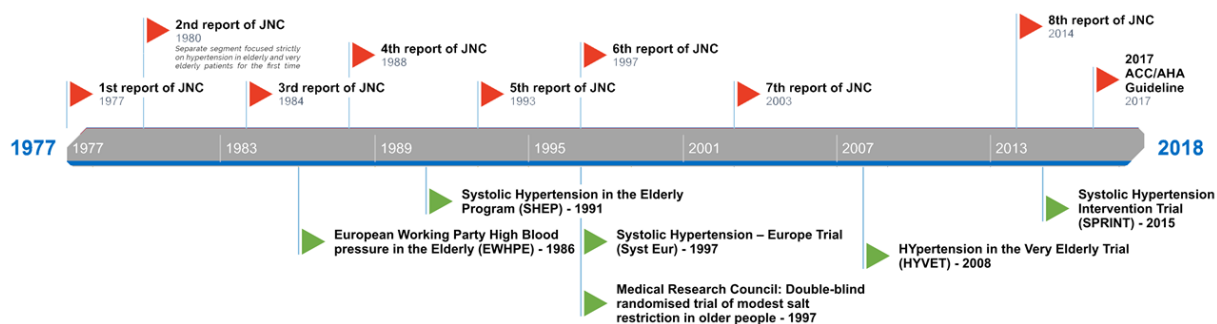 2nd report of JNC
1980
Separate segment focused strictly
on hypertension in elderly and very
elderly patients for the first time
8th report of JNC
2014
4th report of JNC
1988
6th report of JNC
1997
2017
ACC/AHA
Guideline
2017
1st report of JNC
1977
3rd report of JNC
1984
5th report of JNC
1993
7th report of JNC
2003
1977
1977
1983
1989
1995
2001
2007
2013
2018
Systolic Hypertension in the Elderly
Program (SHEP) - 1991
Systolic Hypertension
Intervention Trial
(SPRINT) - 2015
European Working Party High Blood
pressure in the Elderly (EWHPE) - 1986
Systolic Hypertension – Europe Trial
(Syst Eur) - 1997
HYpertension in the Very Elderly Trial
(HYVET) - 2008
Medical Research Council: Double-blind
randomised trial of modest salt
restriction in older people - 1997